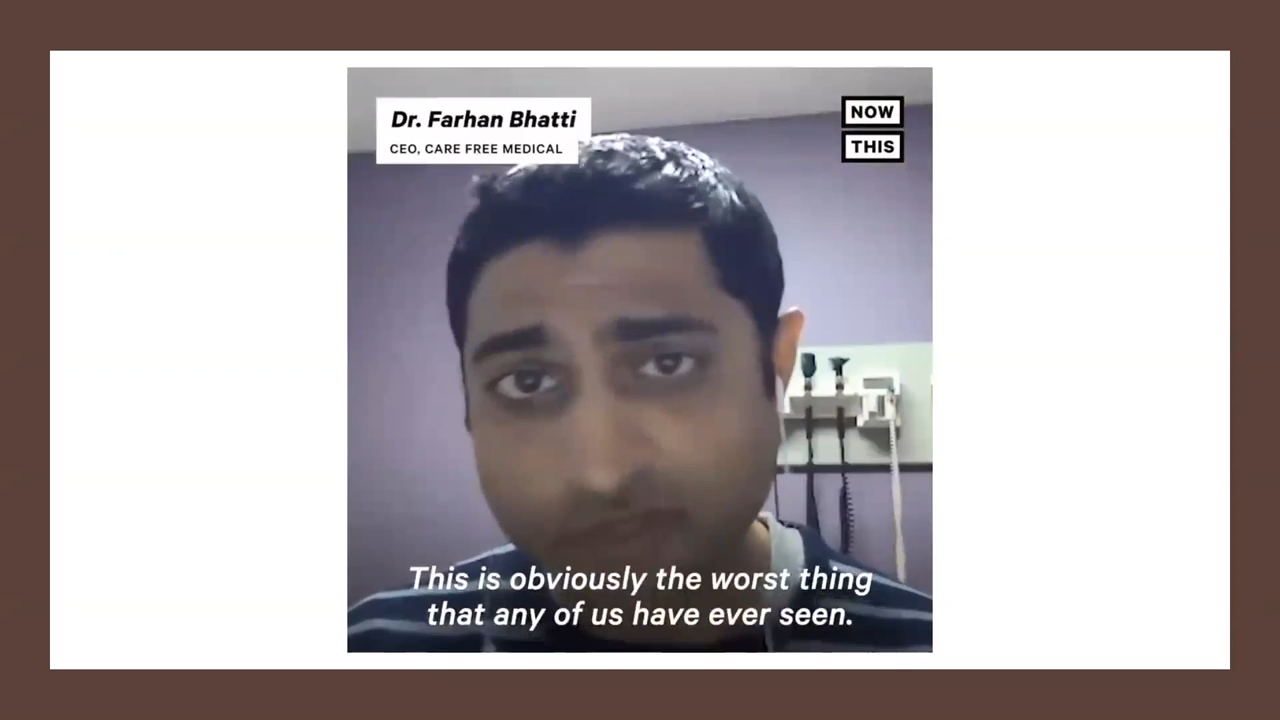 Dr. Farhan Bhatti
CEO, CARE FREE MEDICAL
NOW
THIS
This is obviously the worst thing
that any of us have ever seen.